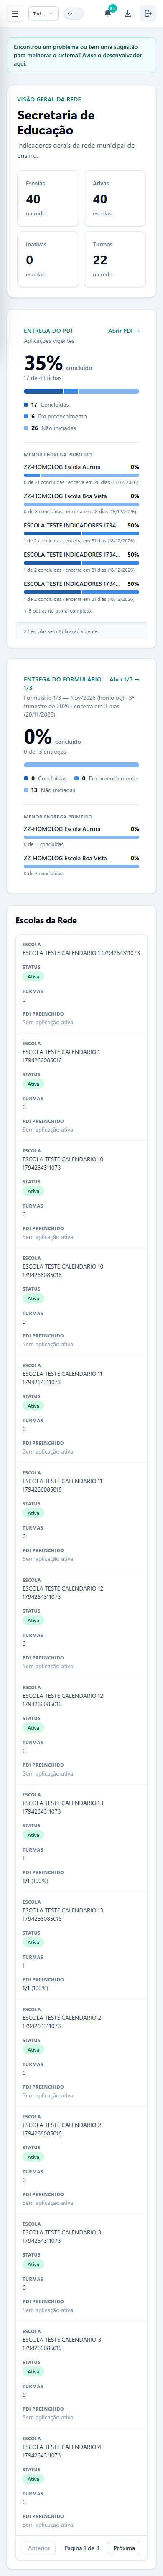 Tod...
9+
Encontrou um problema ou tem uma sugestão
para melhorar o sistema? Avise o desenvolvedor
aqui.
VISÃO GERAL DA REDE
Secretaria de
Educação
Indicadores gerais da rede municipal de
ensino.
Escolas
40
na rede
Ativas
40
escolas
Inativas
0
escolas
Turmas
22
na rede
ENTREGA DO PDI
Abrir PDI →
Aplicações vigentes
35% concluído
17 de 49 fichas
17 Concluídas
6 Em preenchimento
26 Não iniciadas
MENOR ENTREGA PRIMEIRO
ZZ-HOMOLOG Escola Aurora 0%
0 de 21 concluídas · encerra em 28 dias (15/12/2026)
ZZ-HOMOLOG Escola Boa Vista 0%
0 de 8 concluídas · encerra em 28 dias (15/12/2026)
ESCOLA TESTE INDICADORES 1794... 50%
1 de 2 concluídas · encerra em 31 dias (18/12/2026)
ESCOLA TESTE INDICADORES 1794... 50%
1 de 2 concluídas · encerra em 31 dias (18/12/2026)
ESCOLA TESTE INDICADORES 1794... 50%
1 de 2 concluídas · encerra em 31 dias (18/12/2026)
+ 8 outras no painel completo.
27 escolas sem Aplicação vigente.
ENTREGA DO FORMULÁRIO
1/3
Abrir 1/3 →
Formulário 1/3 — Nov/2026 (homolog) · 3º
trimestre de 2026 · encerra em 3 dias
(20/11/2026)
0% concluído
0 de 13 entregas
0 Concluídas
0 Em preenchimento
13 Não iniciadas
MENOR ENTREGA PRIMEIRO
ZZ-HOMOLOG Escola Aurora 0%
0 de 11 concluídas
ZZ-HOMOLOG Escola Boa Vista 0%
0 de 3 concluídas
Escolas da Rede
ESCOLA
ESCOLA TESTE CALENDARIO 1 1794264311073
STATUS
Ativa
TURMAS
0
PDI PREENCHIDO
Sem aplicação ativa
ESCOLA
ESCOLA TESTE CALENDARIO 1
1794266085016
STATUS
Ativa
TURMAS
0
PDI PREENCHIDO
Sem aplicação ativa
ESCOLA
ESCOLA TESTE CALENDARIO 10
1794264311073
STATUS
Ativa
TURMAS
0
PDI PREENCHIDO
Sem aplicação ativa
ESCOLA
ESCOLA TESTE CALENDARIO 10
1794266085016
STATUS
Ativa
TURMAS
0
PDI PREENCHIDO
Sem aplicação ativa
ESCOLA
ESCOLA TESTE CALENDARIO 11
1794264311073
STATUS
Ativa
TURMAS
0
PDI PREENCHIDO
Sem aplicação ativa
ESCOLA
ESCOLA TESTE CALENDARIO 11
1794266085016
STATUS
Ativa
TURMAS
0
PDI PREENCHIDO
Sem aplicação ativa
ESCOLA
ESCOLA TESTE CALENDARIO 12
1794264311073
STATUS
Ativa
TURMAS
0
PDI PREENCHIDO
Sem aplicação ativa
ESCOLA
ESCOLA TESTE CALENDARIO 12
1794266085016
STATUS
Ativa
TURMAS
0
PDI PREENCHIDO
Sem aplicação ativa
ESCOLA
ESCOLA TESTE CALENDARIO 13
1794264311073
STATUS
Ativa
TURMAS
1
PDI PREENCHIDO
1/1 (100%)
ESCOLA
ESCOLA TESTE CALENDARIO 13
1794266085016
STATUS
Ativa
TURMAS
1
PDI PREENCHIDO
1/1 (100%)
ESCOLA
ESCOLA TESTE CALENDARIO 2
1794264311073
STATUS
Ativa
TURMAS
0
PDI PREENCHIDO
Sem aplicação ativa
ESCOLA
ESCOLA TESTE CALENDARIO 2
1794266085016
STATUS
Ativa
TURMAS
0
PDI PREENCHIDO
Sem aplicação ativa
ESCOLA
ESCOLA TESTE CALENDARIO 3
1794264311073
STATUS
Ativa
TURMAS
0
PDI PREENCHIDO
Sem aplicação ativa
ESCOLA
ESCOLA TESTE CALENDARIO 3
1794266085016
STATUS
Ativa
TURMAS
0
PDI PREENCHIDO
Sem aplicação ativa
ESCOLA
ESCOLA TESTE CALENDARIO 4
1794264311073
STATUS
Ativa
TURMAS
0
PDI PREENCHIDO
Sem aplicação ativa
Anterior
Página 1 de 3
Próxima